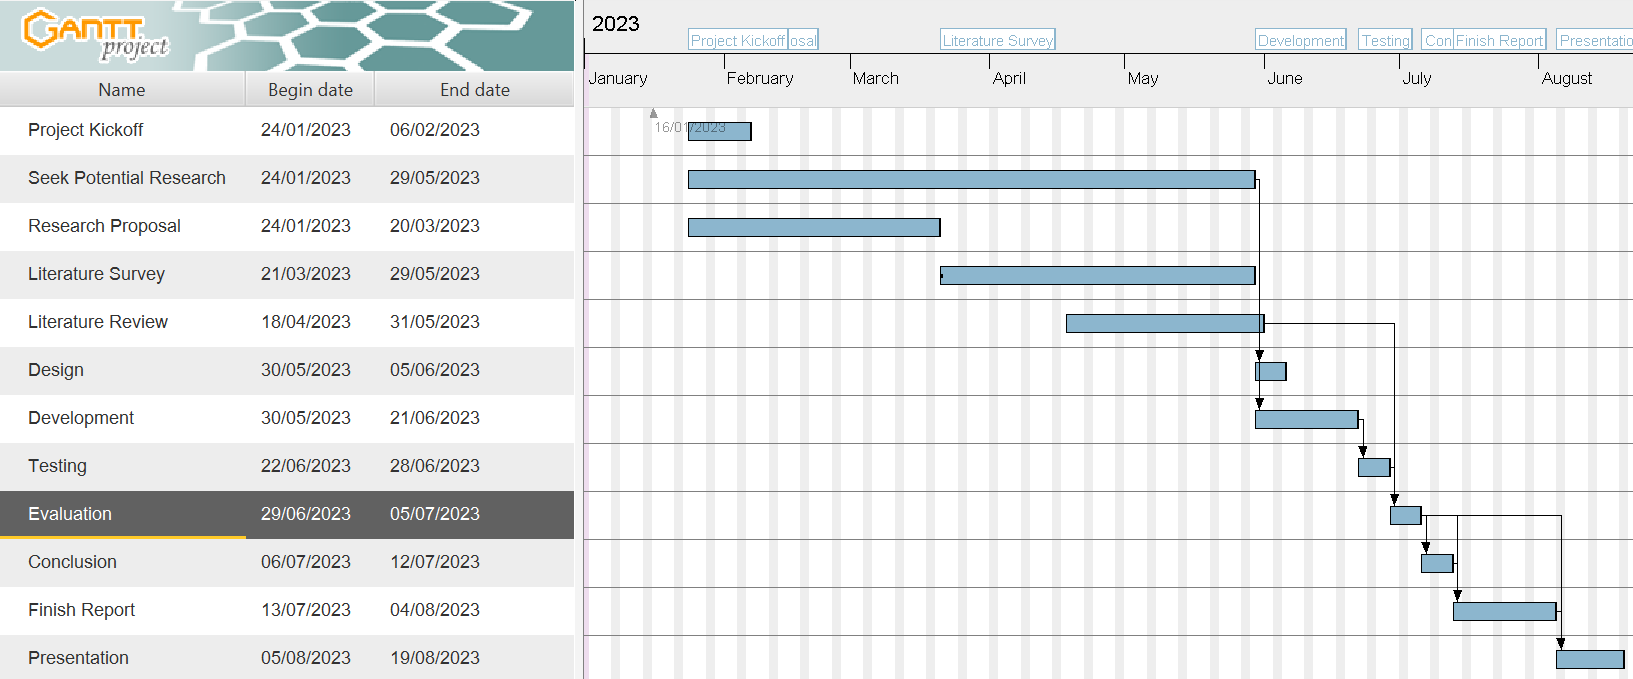 GANTT
project
2023
Project Kickoff osal Literature Survey Development Testing Con Finish Report Presentatio
January February March April May June July August
Name Begin date End date
16/01/2023
Project Kickoff 24/01/2023 06/02/2023
Seek Potential Research 24/01/2023 29/05/2023
Research Proposal 24/01/2023 20/03/2023
Literature Survey 21/03/2023 29/05/2023
Literature Review 18/04/2023 31/05/2023
Design 30/05/2023 05/06/2023
Development 30/05/2023 21/06/2023
Testing 22/06/2023 28/06/2023
Evaluation 29/06/2023 05/07/2023
Conclusion 06/07/2023 12/07/2023
Finish Report 13/07/2023 04/08/2023
Presentation 05/08/2023 19/08/2023